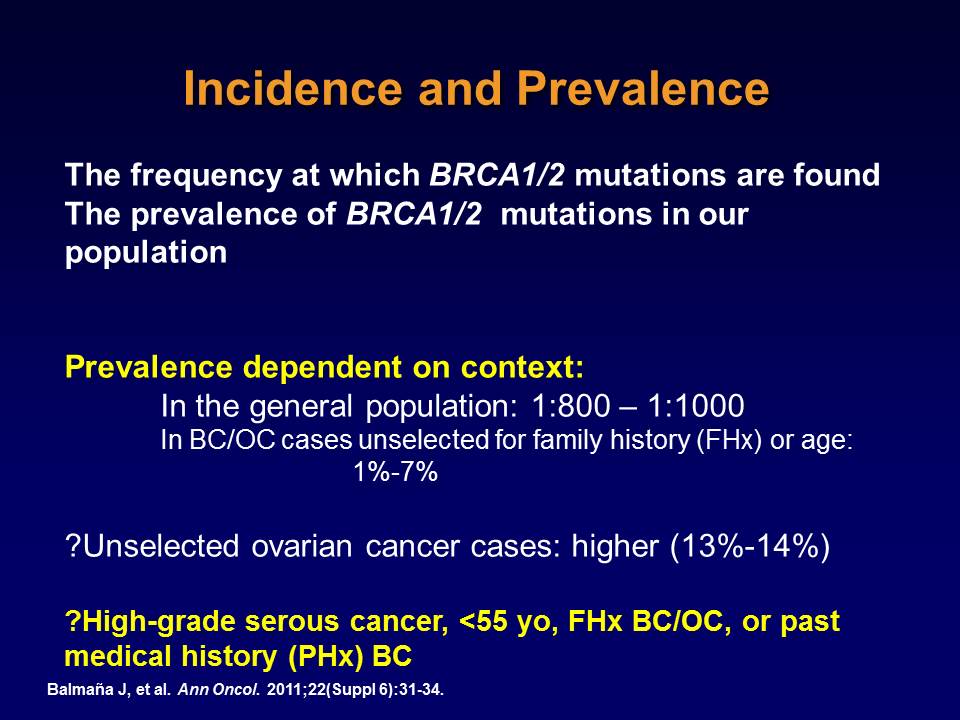 Incidence and Prevalence
The frequency at which BRCA1/2 mutations are found
The prevalence of BRCA1/2 mutations in our
population
Prevalence dependent on context:
In the general population: 1:800 – 1:1000
In BC/OC cases unselected for family history (FHx) or age:
1%-7%
?Unselected ovarian cancer cases: higher (13%-14%)
?High-grade serous cancer, <55 yo, FHx BC/OC, or past
medical history (PHx) BC
Balmaña J, et al. Ann Oncol. 2011;22(Suppl 6):31-34.